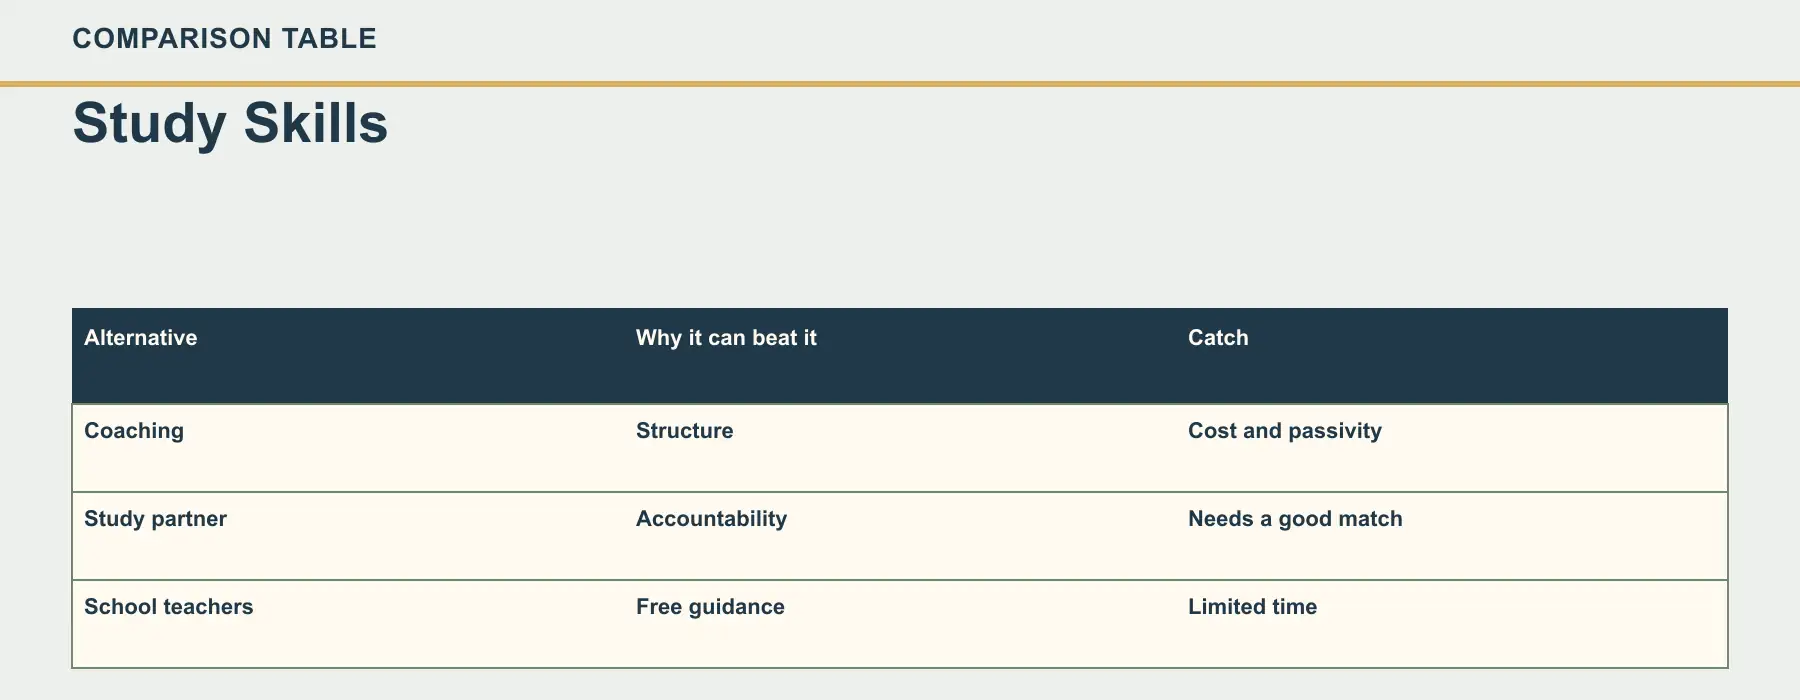 COMPARISON TABLE
Study Skills
Alternative Why it can beat it Catch
Coaching Structure Cost and passivity
Study partner Accountability Needs a good match
School teachers Free guidance Limited time